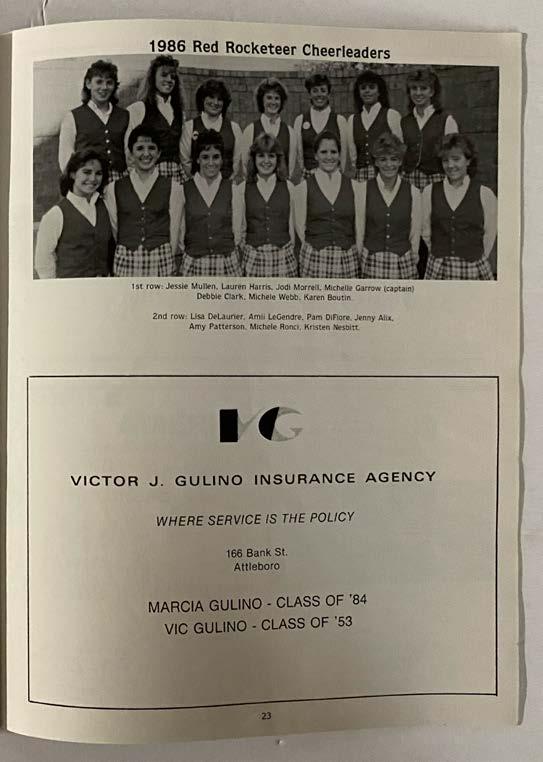 1986 Red Rocketeer Cheerleaders
1st row: Jessie Mullen, Lauren Harris, Jodi Morrell, Michelle Garrow (captain)
Debbie Clark, Michele Webb, Karen Boutin.
2nd row: Lisa DeLaurier, Amii LeGendre, Pam DiFiore, Jenny Alix,
Amy Patterson, Michele Ronci, Kristen Nesbitt.
VG
VICTOR J. GULINO INSURANCE AGENCY
WHERE SERVICE IS THE POLICY
166 Bank St.
Attleboro
MARCIA GULINO - CLASS OF '84
VIC GULINO - CLASS OF '53
23